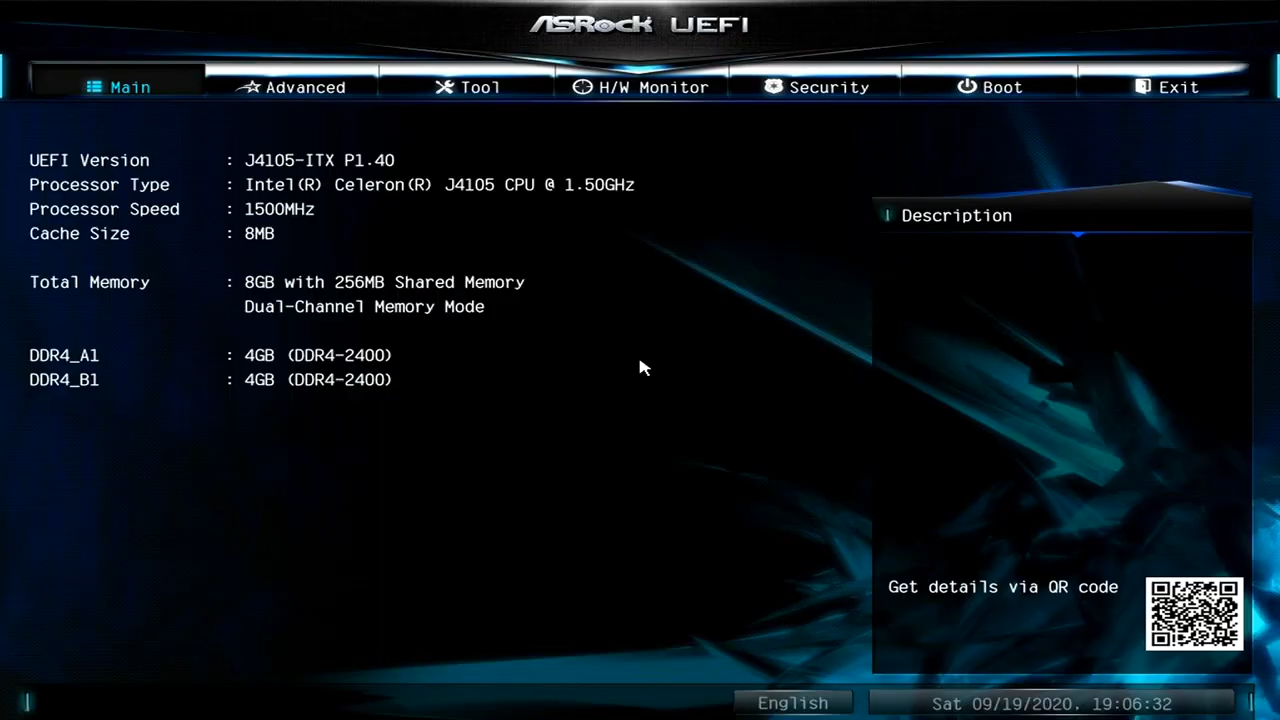 ASRock UEFI
Main Advanced Tool H/W Monitor Security Boot Exit
UEFI Version : J4105-ITX P1.40
Processor Type : Intel(R) Celeron(R) J4105 CPU @ 1.50GHz
Processor Speed : 1500MHz
Cache Size : 8MB
Total Memory : 8GB with 256MB Shared Memory
Dual-Channel Memory Mode
DDR4_A1 : 4GB (DDR4-2400)
DDR4_B1 : 4GB (DDR4-2400)
Description
Get details via QR code
English
Sat 09/19/2020. 19:06:32